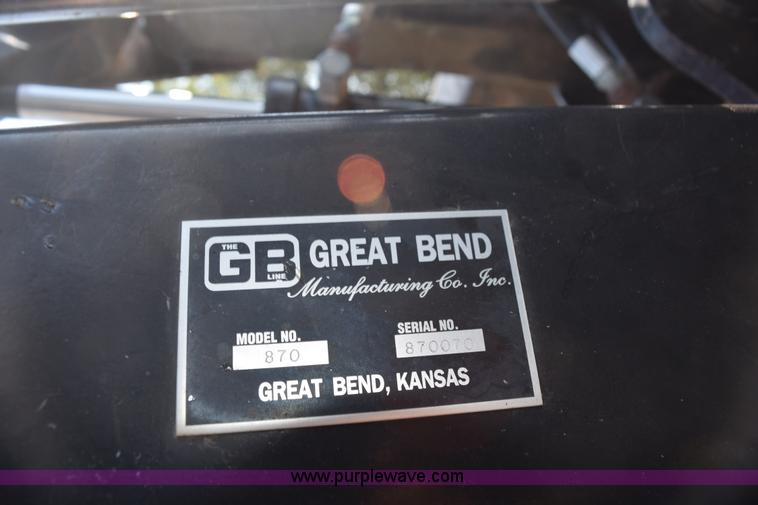 THE
GB
LINE
GREAT BEND
Manufacturing Co. Inc.
MODEL NO.
870
SERIAL NO.
870070
GREAT BEND, KANSAS
www.purplewave.com